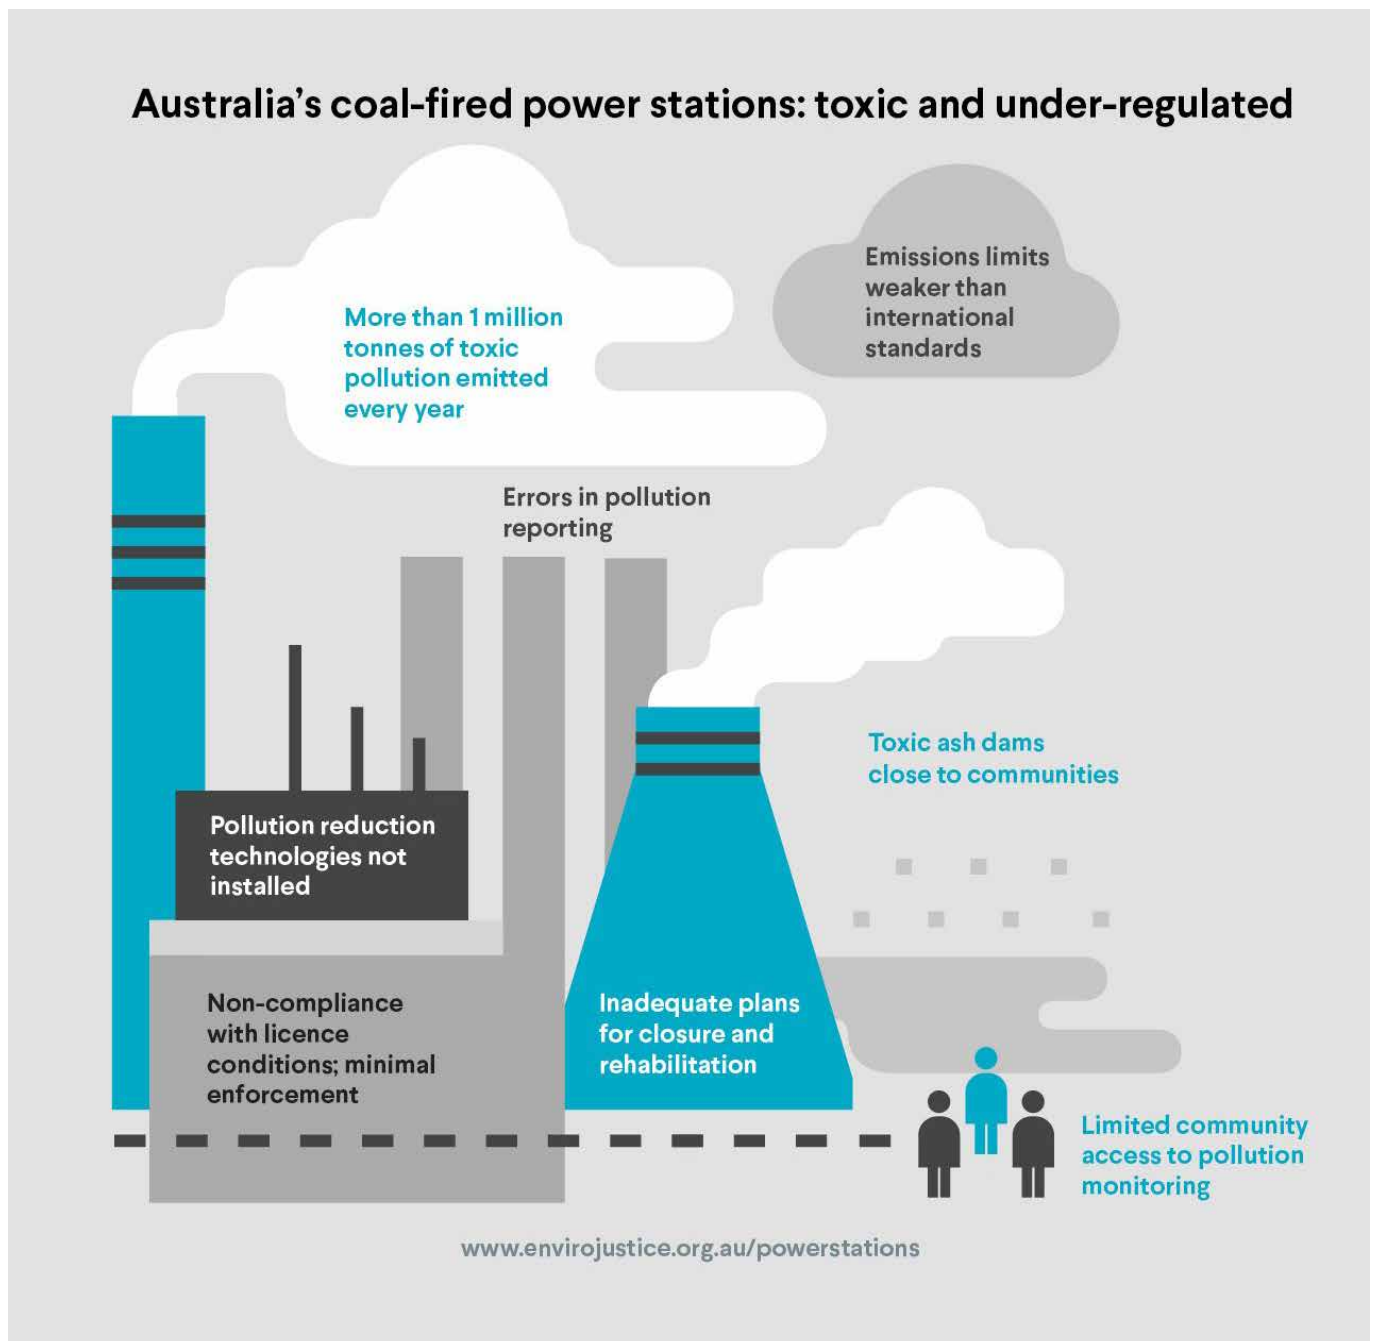 Australia's coal-fired power stations: toxic and under-regulated
More than 1 million
tonnes of toxic
pollution emitted
every year
Emissions limits
weaker than
international
standards
Errors in pollution
reporting
Toxic ash dams
close to communities
Pollution reduction
technologies not
installed
Non-compliance
with licence
conditions; minimal
enforcement
Inadequate plans
for closure and
rehabilitation
Limited community
access to pollution
monitoring
www.envirojustice.org.au/powerstations